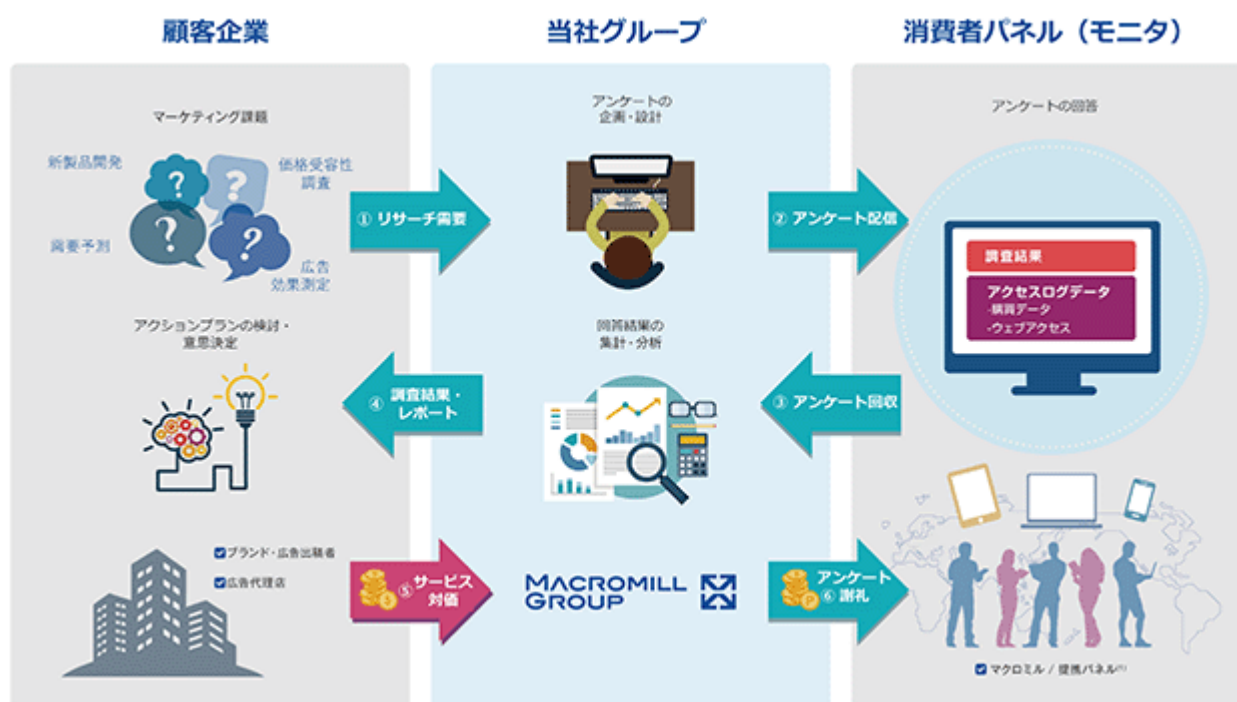 顧客企業
当社グループ
消費者パネル（モニタ）
マーケティング課題
新製品開発
価格受容性
調査
需要予測
広告
効果測定
① リサーチ需要
アンケートの
企画・設計
② アンケート配信
アンケートの回答
調査結果
アクセスログデータ
-購買データ
-ウェブアクセス
アクションプランの検討・
意思決定
④ 調査結果・
レポート
回答結果の
集計・分析
③ アンケート回収
ブランド・広告出稿者
広告代理店
⑤ サービス
対価
MACROMILL
GROUP
アンケート
⑥ 謝礼
マクロミル / 提携パネル(1)